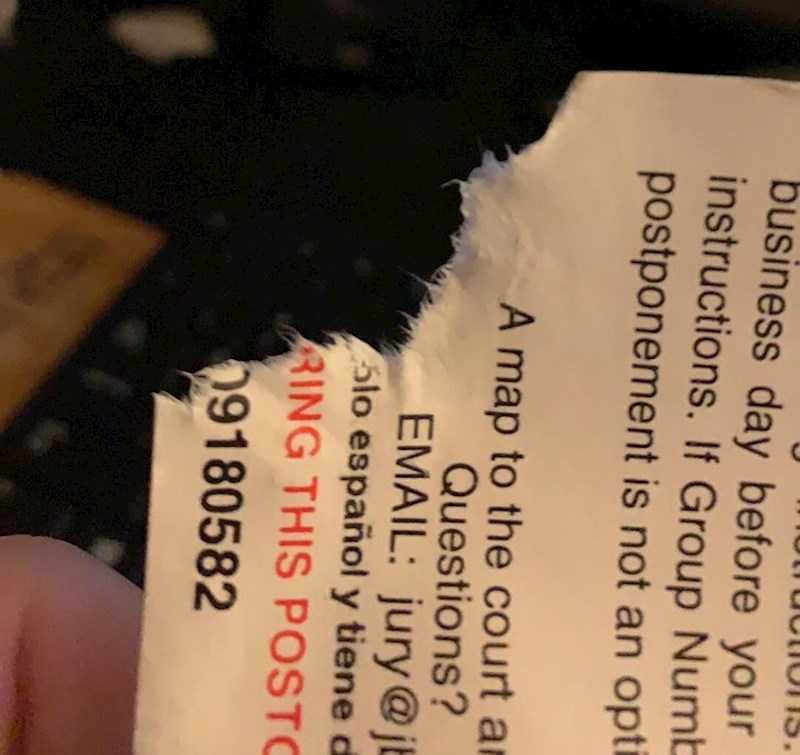 business day before your
instructions. If Group Numb
postponement is not an opti
A map to the court
Questions?
EMAIL: jury@j
lo español y tiene d
RING THIS POSTC
9180582